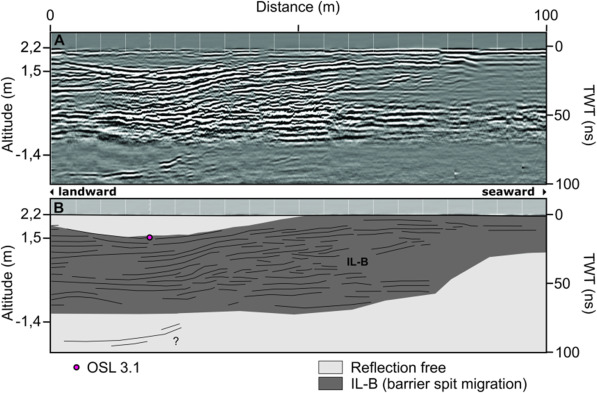 Distance (m)
0 100
A
2,2
1,5
-1,4
Altitude (m)
0
50
100
TWT (ns)
landward seaward
B
2,2
1,5
-1,4
Altitude (m)
IL-B
?
0
50
100
TWT (ns)
OSL 3.1
Reflection free
IL-B (barrier spit migration)